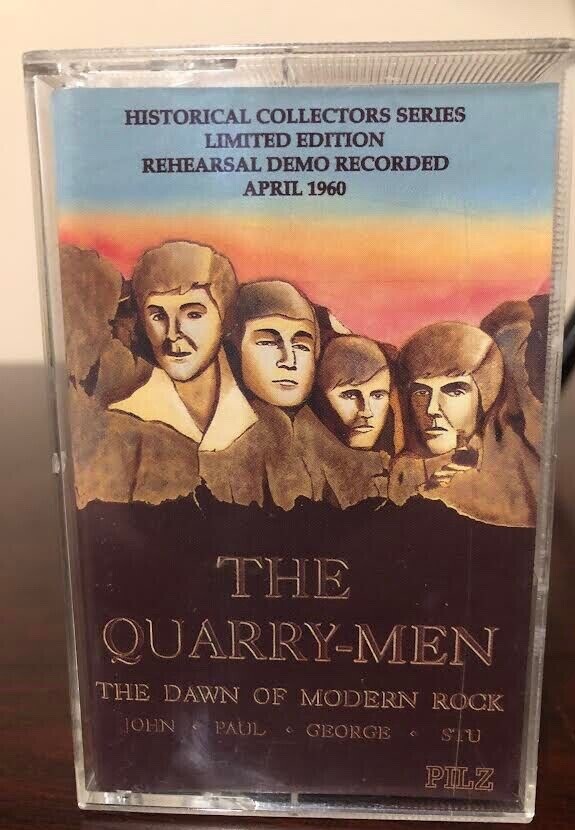 HISTORICAL COLLECTORS SERIES
LIMITED EDITION
REHEARSAL DEMO RECORDED
APRIL 1960
THE
QUARRY-MEN
THE DAWN OF MODERN ROCK
JOHN · PAUL · GEORGE · STU
PILZ